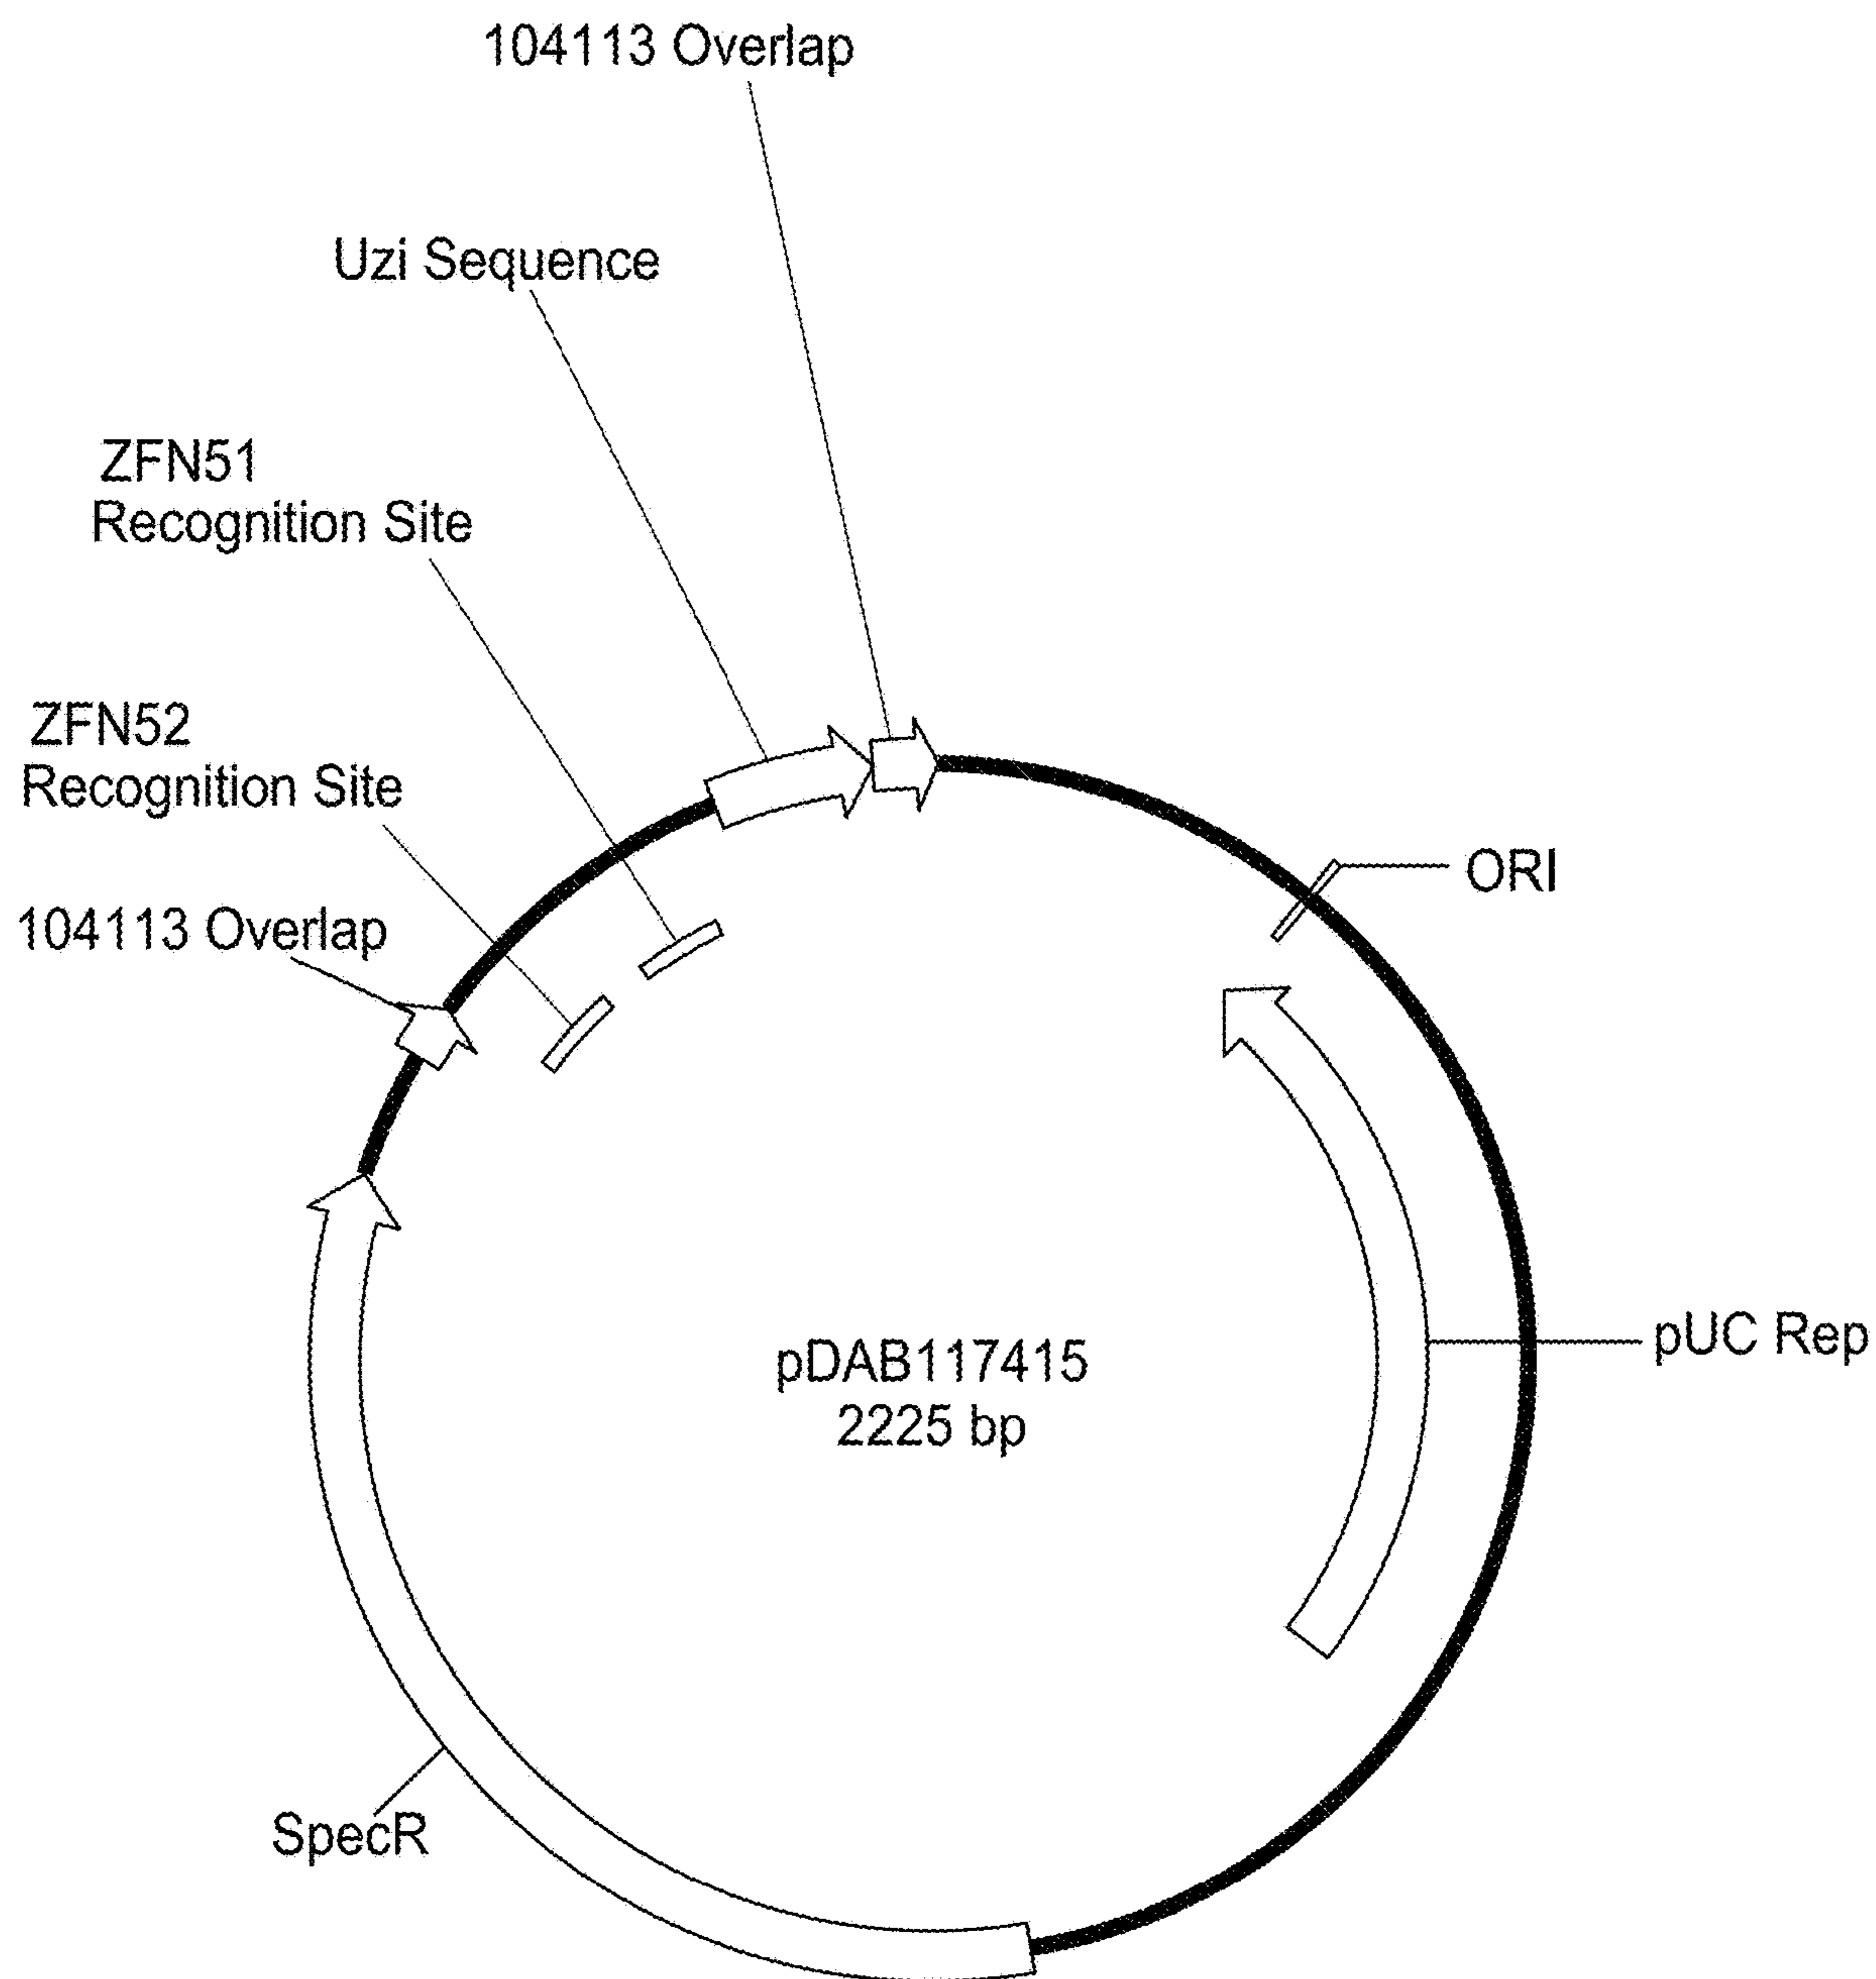 104113 Overlap
Uzi Sequence
ZFN51
Recognition Site
ZFN52
Recognition Site
ORI
104113 Overlap
pUC Rep
pDAB117415
2225 bp
SpecR